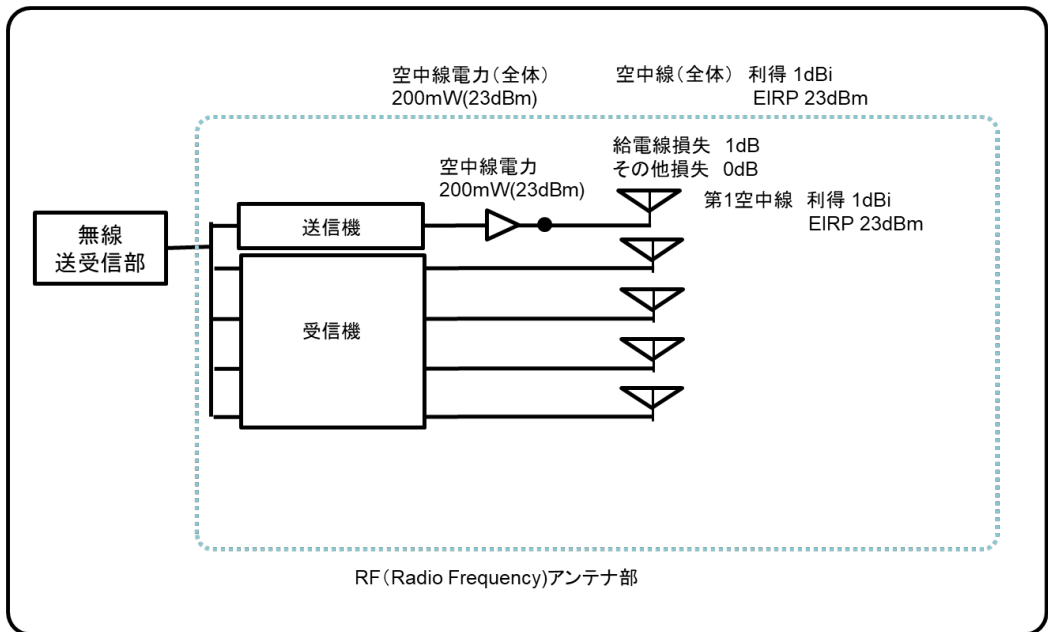 空中線電力(全体)
200mW(23dBm)
空中線(全体) 利得 1dBi
EIRP 23dBm
給電線損失 1dB
その他損失 0dB
空中線電力
200mW(23dBm)
第1空中線 利得 1dBi
EIRP 23dBm
無線
送受信部
送信機
受信機
RF(Radio Frequency)アンテナ部